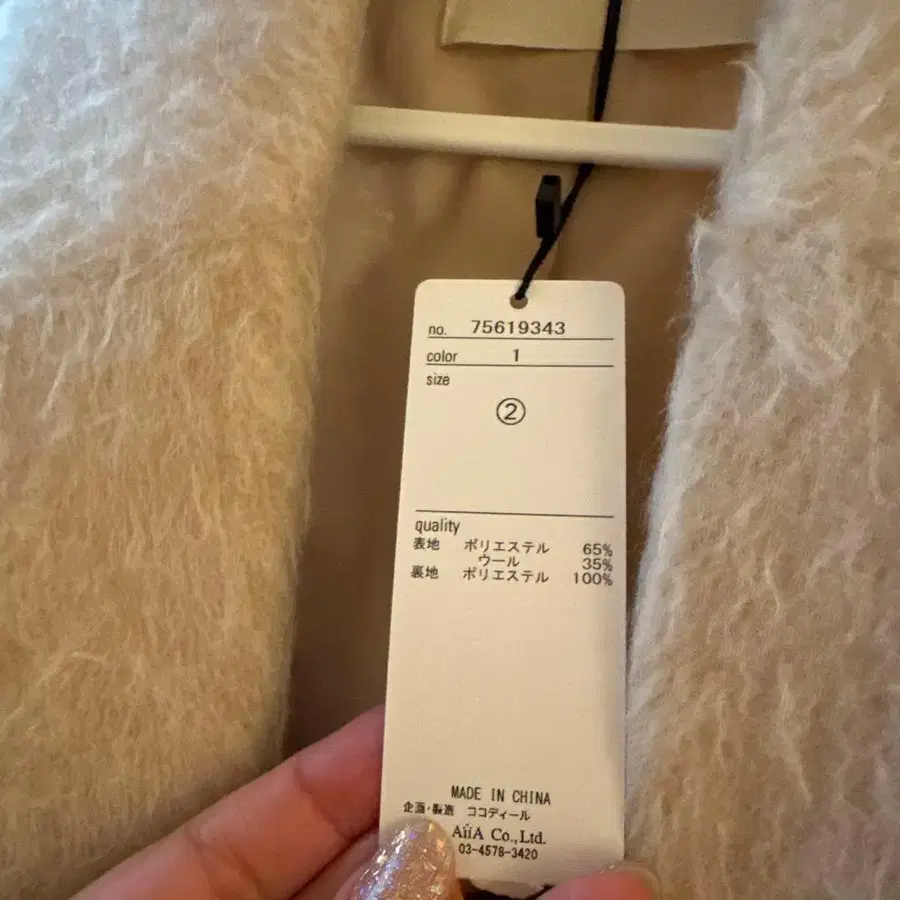 no. 75619343
color 1
size
②
quality
表地 ポリエステル 65%
ウール 35%
裏地 ポリエステル 100%
MADE IN CHINA
企画・製造 ココディール
AiiA Co.,Ltd.
03-4578-3420